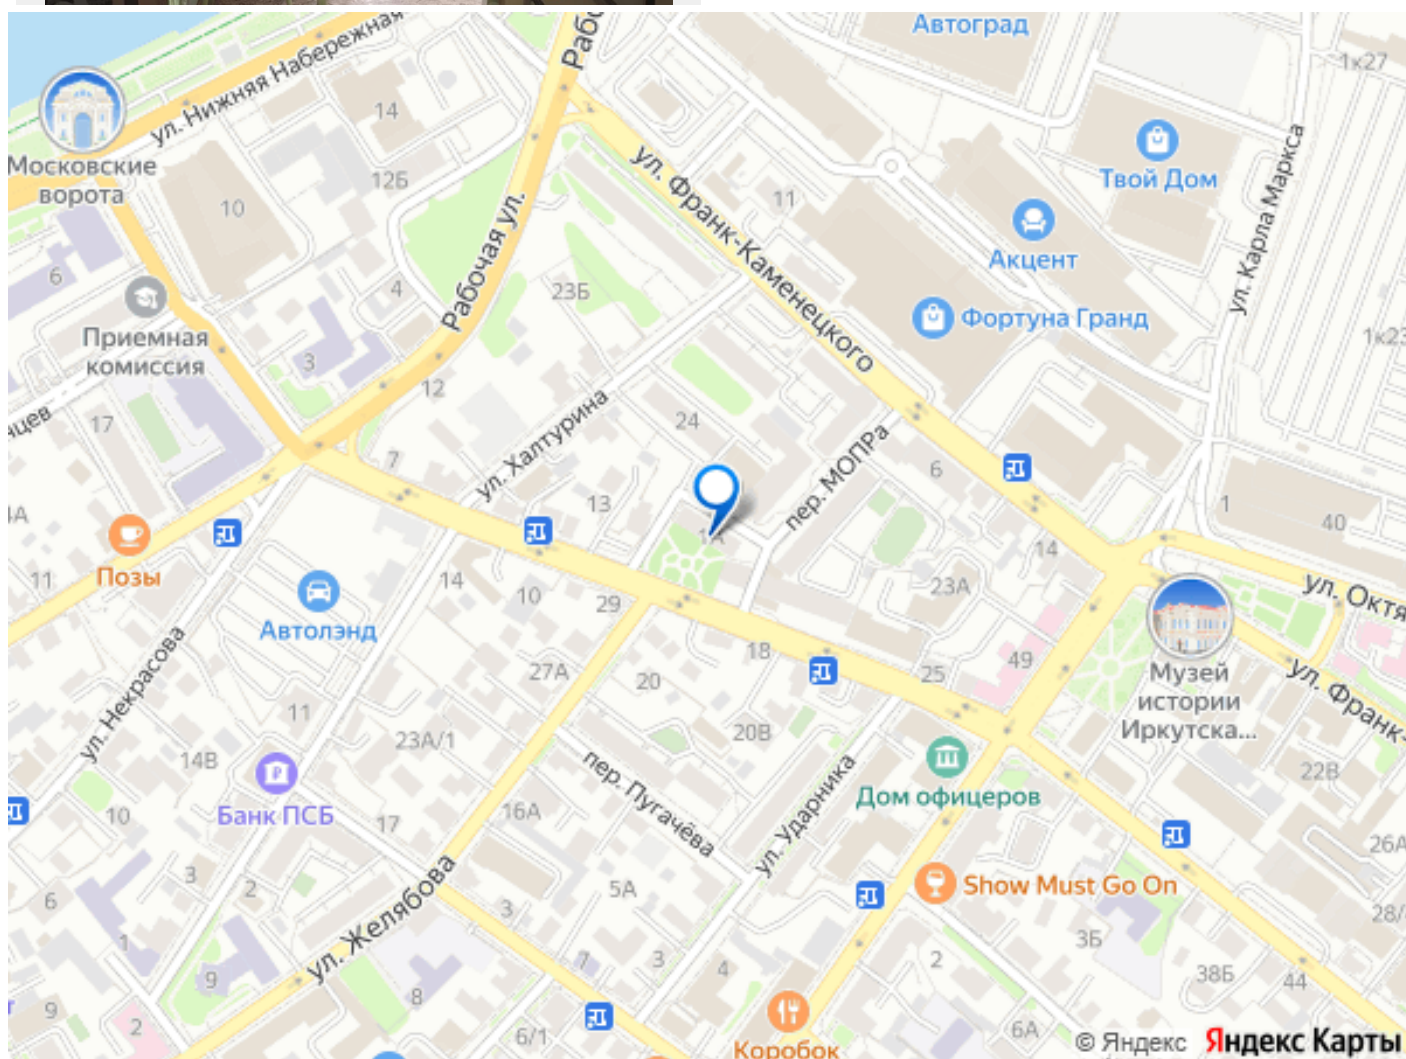 Автоград
1к27
ул. Нижняя Набережная
14
Московские
ворота
12Б
10
11
Твой Дом
ул. Франк-Каменецкого
ул. Карла Маркса
Рабочая ул.
Акцент
6
4
23Б
Фортуна Гранд
Приемная
комиссия
3
12
1к23
17
24
ул. Халтурина
7
пер. МОПРа
6
13
1
40
1А
14
Позы
11
14
10
29
23А
ул. Октя
Автолэнд
ул. Некрасова
18
49
25
27А
20
Музей
истории
Иркутска...
ул. Франк-
11
23А/1
20В
14В
пер. Пугачёва
ул. Ударника
Дом офицеров
22В
10
Банк ПСБ
17
16А
26А
3
2
ул. Желябова
5А
Show Must Go On
6
3
28/
1
3Б
9
7
3
4
2
38Б
44
8
9
2
6/1
Коробок
6А
© Яндекс Яндекс Карты